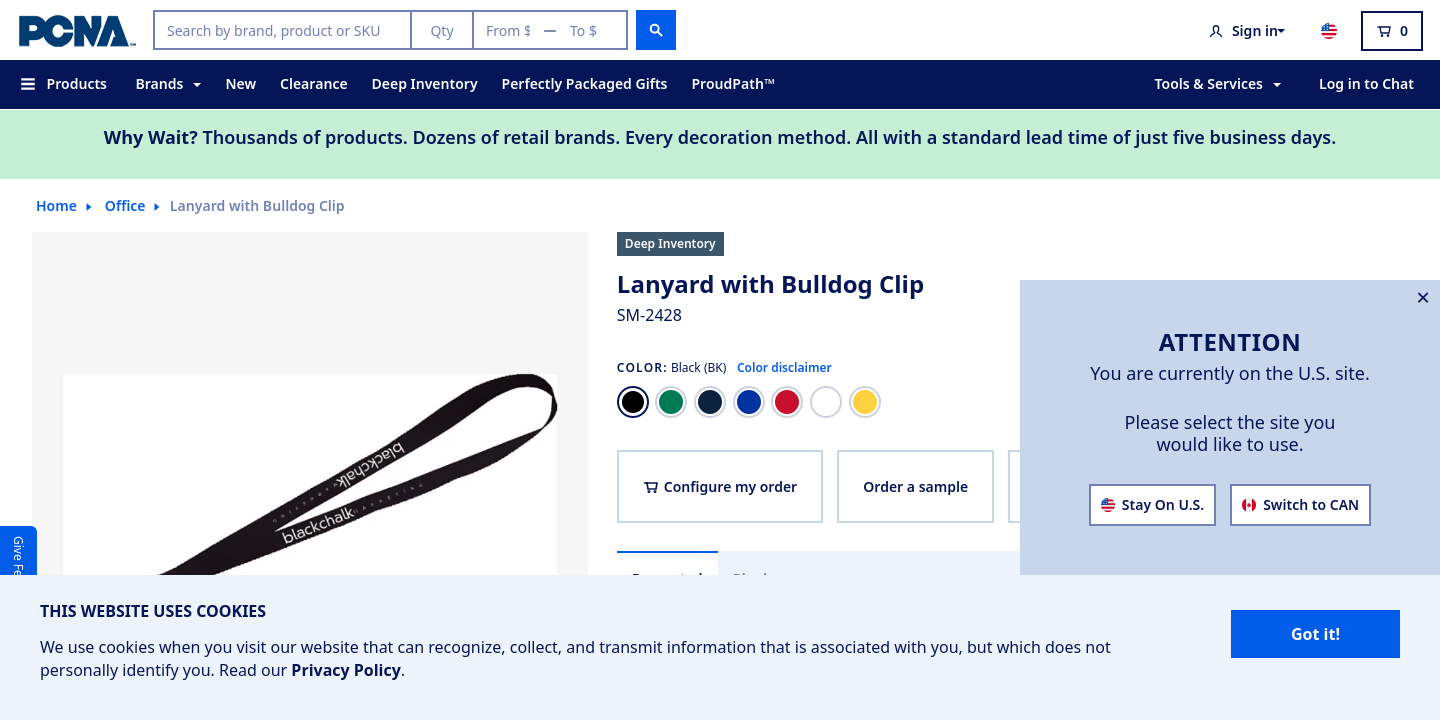 PCNA™
Search by brand, product or SKU
Qty
From $ — To $
Sign in
0
Products
Brands
New
Clearance
Deep Inventory
Perfectly Packaged Gifts
ProudPath™
Tools & Services
Log in to Chat
Why Wait? Thousands of products. Dozens of retail brands. Every decoration method. All with a standard lead time of just five business days.
Home
Office
Lanyard with Bulldog Clip
Deep Inventory
Lanyard with Bulldog Clip
SM-2428
COLOR: Black (BK) Color disclaimer
Configure my order
Order a sample
blackchalk
blackchalk
Give Fe
ATTENTION
You are currently on the U.S. site.
Please select the site you
would like to use.
Stay On U.S.
Switch to CAN
THIS WEBSITE USES COOKIES
We use cookies when you visit our website that can recognize, collect, and transmit information that is associated with you, but which does not
personally identify you. Read our Privacy Policy.
Got it!